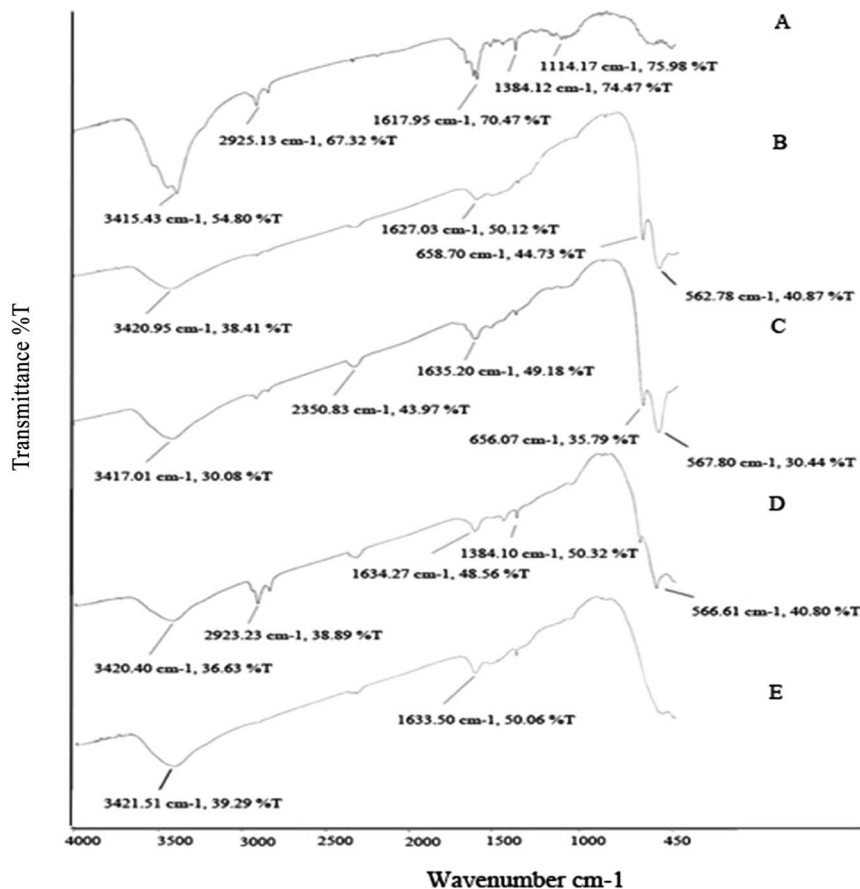 A
1114.17 cm-1, 75.98 %T
1384.12 cm-1, 74.47 %T
1617.95 cm-1, 70.47 %T
2925.13 cm-1, 67.32 %T
B
3415.43 cm-1, 54.80 %T
1627.03 cm-1, 50.12 %T
658.70 cm-1, 44.73 %T
562.78 cm-1, 40.87 %T
3420.95 cm-1, 38.41 %T
C
1635.20 cm-1, 49.18 %T
2350.83 cm-1, 43.97 %T
656.07 cm-1, 35.79 %T
567.80 cm-1, 30.44 %T
3417.01 cm-1, 30.08 %T
D
1384.10 cm-1, 50.32 %T
1634.27 cm-1, 48.56 %T
566.61 cm-1, 40.80 %T
2923.23 cm-1, 38.89 %T
3420.40 cm-1, 36.63 %T
E
1633.50 cm-1, 50.06 %T
3421.51 cm-1, 39.29 %T
Transmittance %T
4000 3500 3000 2500 2000 1500 1000 450
Wavenumber cm-1